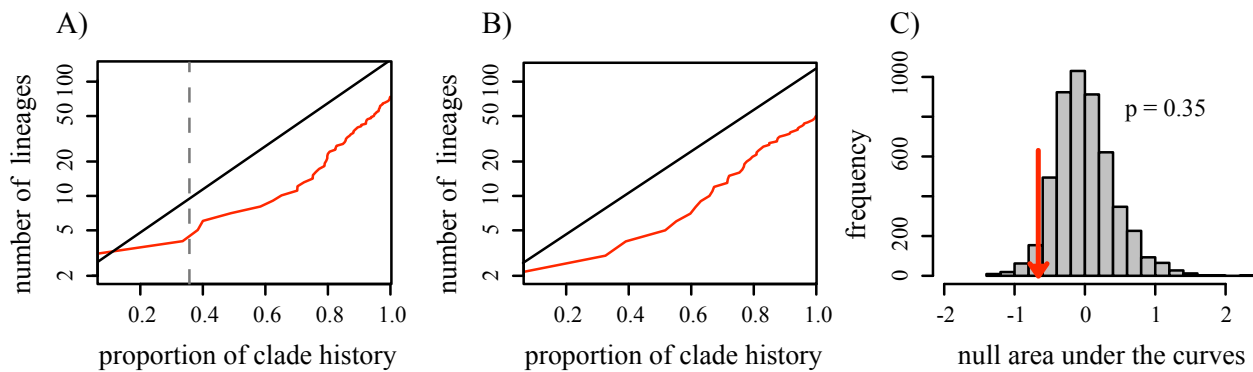 A)
number of lineages
100
50
20
10
5
2
0.2 0.4 0.6 0.8 1.0
proportion of clade history
B)
number of lineages
100
50
20
10
5
2
0.2 0.4 0.6 0.8 1.0
proportion of clade history
C)
frequency
1000
600
200
0
p = 0.35
-2 -1 0 1 2
null area under the curves